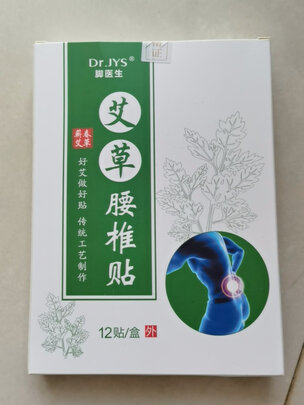 Dr.JYS®
脚医生
艾草腰椎贴
蕲春
艾草
好艾做好贴 传统工艺制作
12贴/盒 外